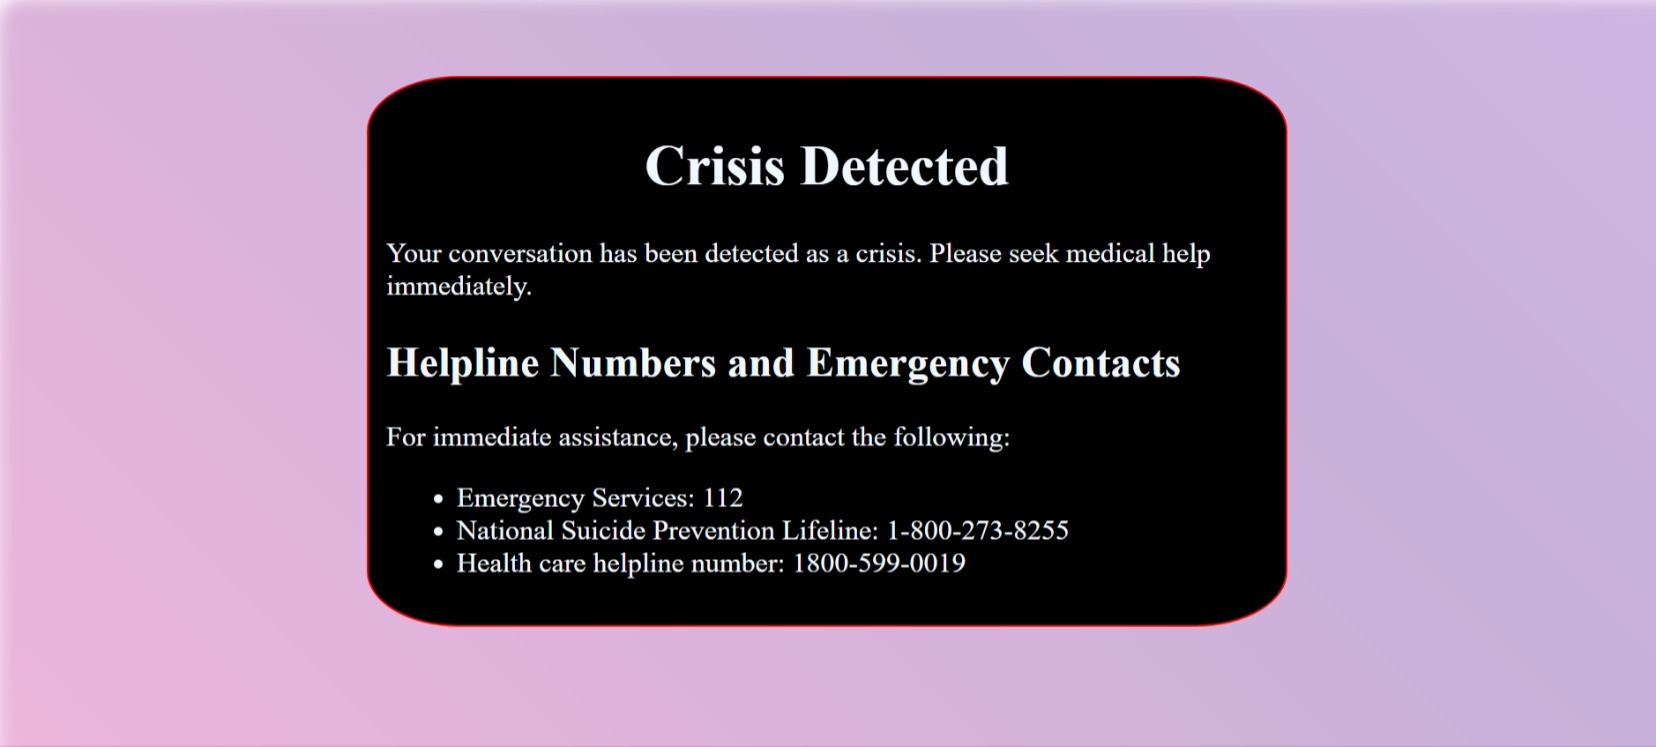 Crisis Detected
Your conversation has been detected as a crisis. Please seek medical help
immediately.
Helpline Numbers and Emergency Contacts
For immediate assistance, please contact the following:
• Emergency Services: 112
• National Suicide Prevention Lifeline: 1-800-273-8255
• Health care helpline number: 1800-599-0019